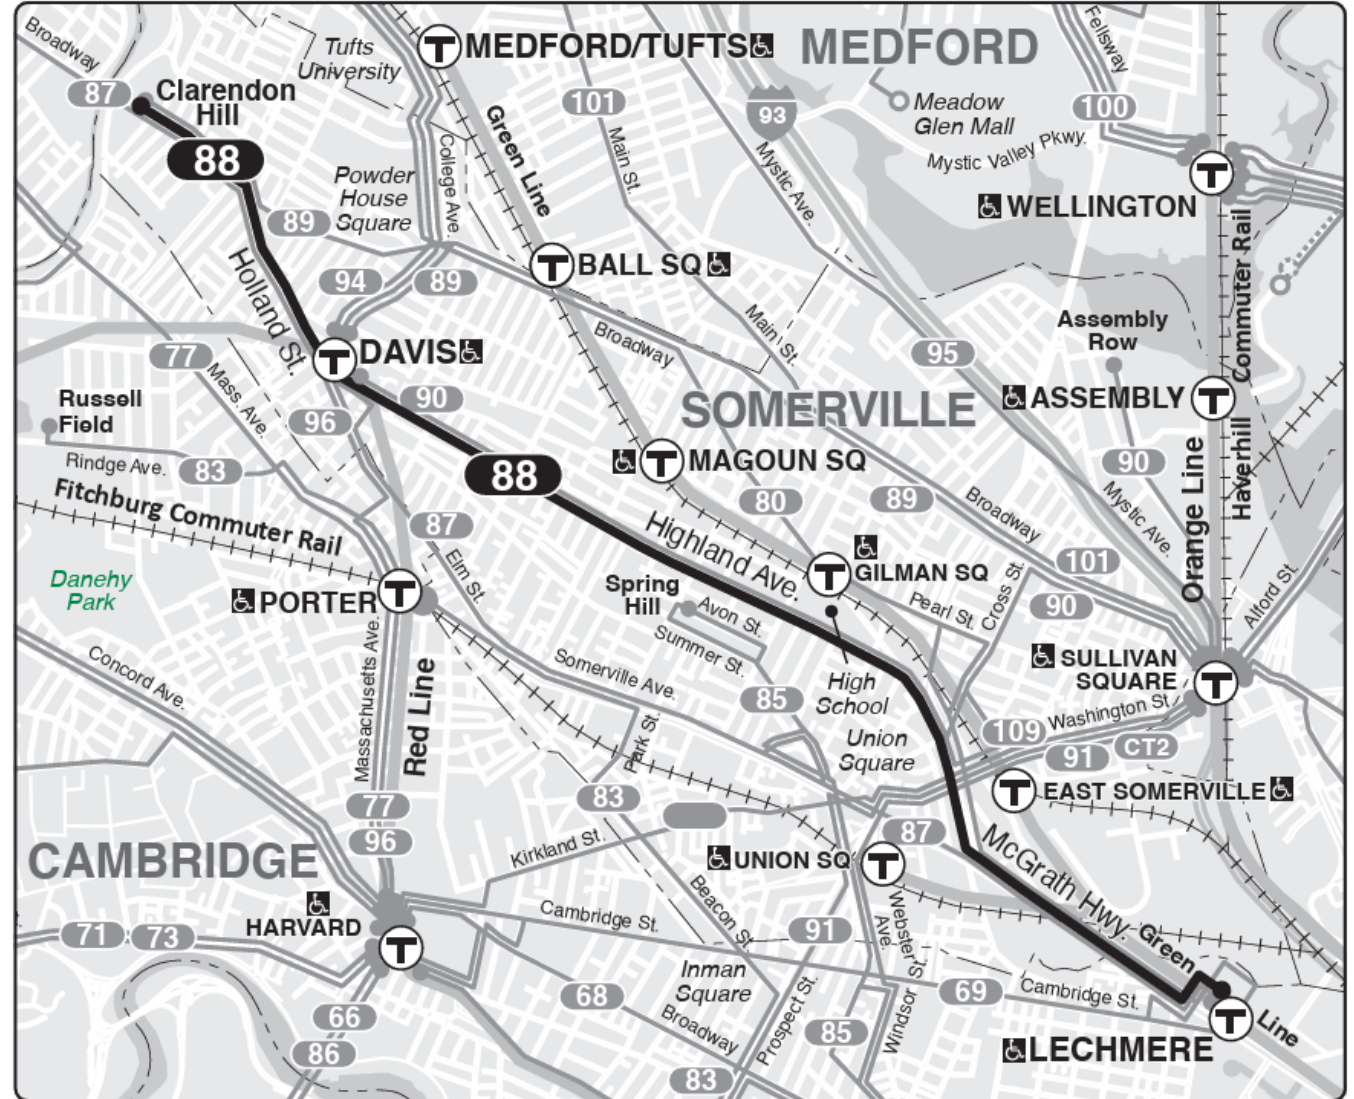 Broadway
87
Clarendon
Hill
88
Tufts
University
T
MEDFORD/TUFTS
MEDFORD
Fellsway
101
93
Meadow
Glen Mall
100
Mystic Valley Pkwy.
Green Line
College Ave.
Main St.
Mystic Ave.
T
WELLINGTON
Powder
House
Square
89
Holland St.
94
89
T
BALL SQ
Commuter Rail
Main St.
Broadway
Assembly
Row
95
77
T
DAVIS
Mass. Ave.
90
SOMERVILLE
ASSEMBLY
T
Russell
Field
96
Rindge Ave.
83
88
T
MAGOUN SQ
80
89
90
Orange Line
Haverhill
Fitchburg Commuter Rail
87
Highland Ave.
Broadway
Mystic Ave.
Danehy
Park
Elm St.
T
GILMAN SQ
101
PORTER
T
Spring
Hill
Avon St.
Pearl St.
Cross St.
90
Alford St.
Summer St.
Concord Ave.
Massachusetts Ave.
Red Line
Somerville Ave.
85
High
School
SULLIVAN
SQUARE
T
Washington St.
Park St.
Union
Square
109
91
CT2
77
83
T
EAST SOMERVILLE
96
87
CAMBRIDGE
Kirkland St.
UNION SQ
T
McGrath Hwy.
HARVARD
Beacon St.
Webster
Ave.
71
73
T
Cambridge St.
91
Green
Line
Inman
Square
Windsor St.
68
69
Cambridge St.
66
Broadway
Prospect St.
85
T
86
LECHMERE
83